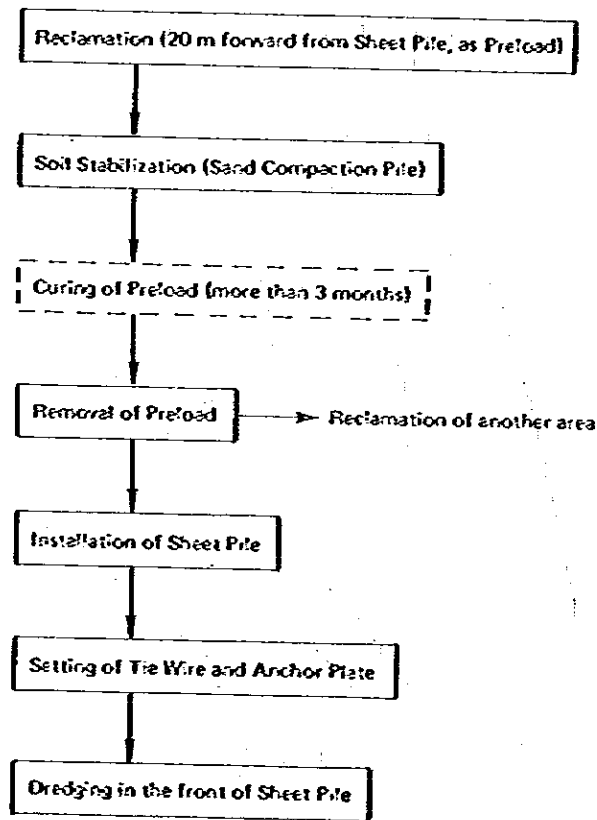 Reclamation (20 m forward from Sheet Pile, as Preload)
Soil Stabilization (Sand Compaction Pile)
Curing of Preload (more than 3 months)
Removal of Preload
Reclamation of another area
Installation of Sheet Pile
Setting of Tie Wire and Anchor Plate
Dredging in the front of Sheet Pile